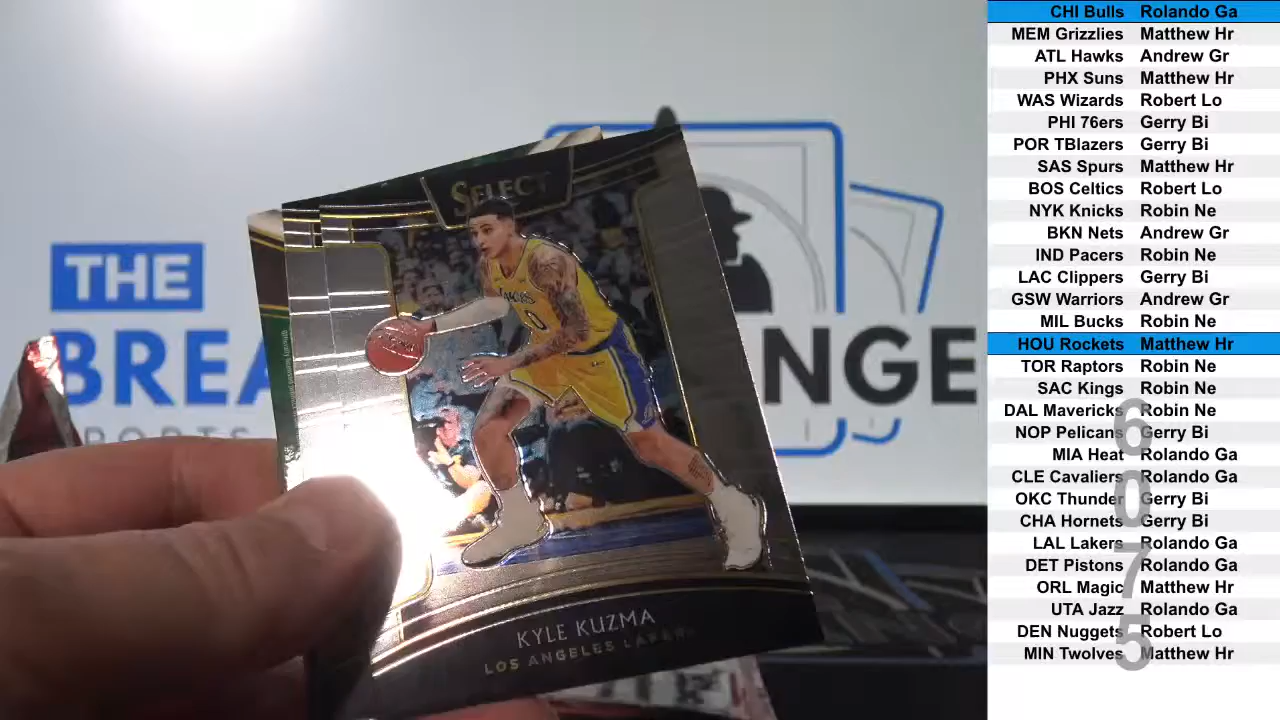 THE
BREA
NGE
PORTS
SELECT
0
KYLE KUZMA
LOS ANGELES LAKERS
CHI Bulls Rolando Ga
MEM Grizzlies Matthew Hr
ATL Hawks Andrew Gr
PHX Suns Matthew Hr
WAS Wizards Robert Lo
PHI 76ers Gerry Bi
POR TBlazers Gerry Bi
SAS Spurs Matthew Hr
BOS Celtics Robert Lo
NYK Knicks Robin Ne
BKN Nets Andrew Gr
IND Pacers Robin Ne
LAC Clippers Gerry Bi
GSW Warriors Andrew Gr
MIL Bucks Robin Ne
HOU Rockets Matthew Hr
TOR Raptors Robin Ne
SAC Kings Robin Ne
DAL Mavericks Robin Ne
NOP Pelicans Gerry Bi
MIA Heat Rolando Ga
CLE Cavaliers Rolando Ga
OKC Thunder Gerry Bi
CHA Hornets Gerry Bi
LAL Lakers Rolando Ga
DET Pistons Rolando Ga
ORL Magic Matthew Hr
UTA Jazz Rolando Ga
DEN Nuggets Robert Lo
MIN Twolves Matthew Hr
6075